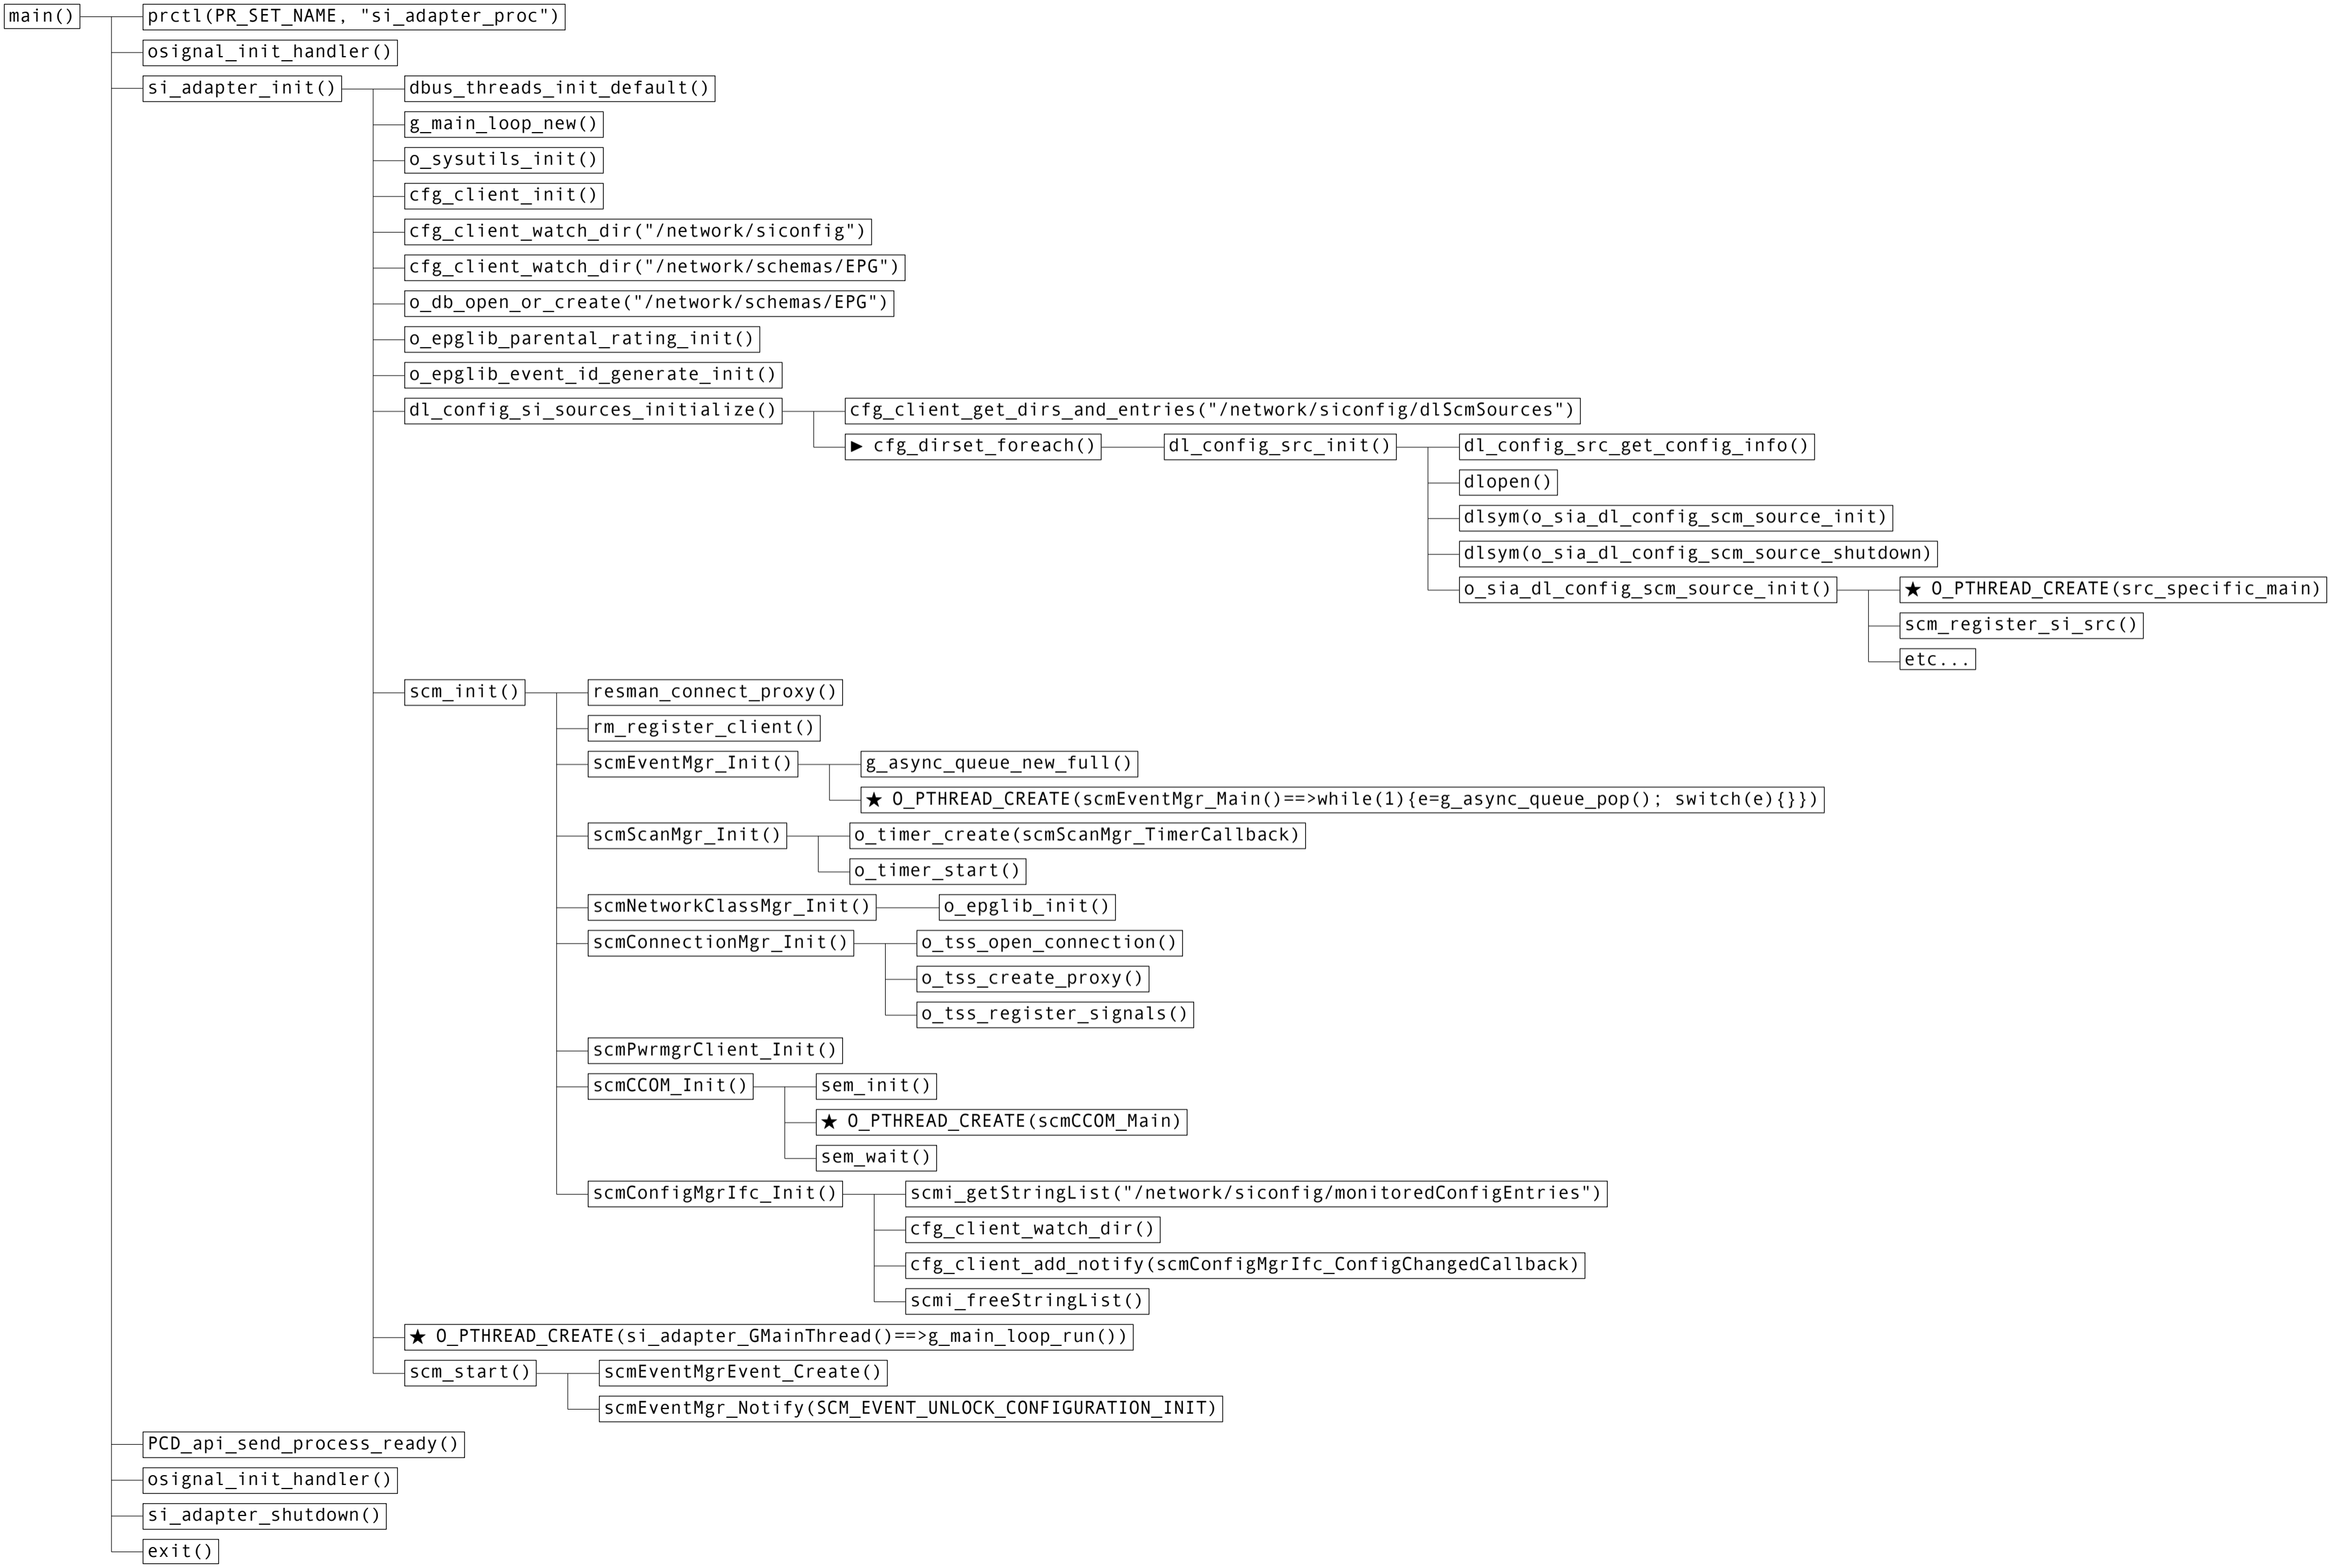 main()
prctl(PR_SET_NAME, "si_adapter_proc")
osignal_init_handler()
si_adapter_init()
dbus_threads_init_default()
g_main_loop_new()
o_sysutils_init()
cfg_client_init()
cfg_client_watch_dir("/network/siconfig")
cfg_client_watch_dir("/network/schemas/EPG")
o_db_open_or_create("/network/schemas/EPG")
o_epglib_parental_rating_init()
o_epglib_event_id_generate_init()
dl_config_si_sources_initialize()
cfg_client_get_dirs_and_entries("/network/siconfig/dlScmSources")
► cfg_dirset_foreach()
dl_config_src_init()
dl_config_src_get_config_info()
dlopen()
dlsym(o_sia_dl_config_scm_source_init)
dlsym(o_sia_dl_config_scm_source_shutdown)
o_sia_dl_config_scm_source_init()
★ O_PTHREAD_CREATE(src_specific_main)
scm_register_si_src()
etc...
scm_init()
resman_connect_proxy()
rm_register_client()
scmEventMgr_Init()
g_async_queue_new_full()
★ O_PTHREAD_CREATE(scmEventMgr_Main()==>while(1){e=g_async_queue_pop(); switch(e){}})
scmScanMgr_Init()
o_timer_create(scmScanMgr_TimerCallback)
o_timer_start()
scmNetworkClassMgr_Init()
o_epglib_init()
scmConnectionMgr_Init()
o_tss_open_connection()
o_tss_create_proxy()
o_tss_register_signals()
scmPwrmgrClient_Init()
scmCCOM_Init()
sem_init()
★ O_PTHREAD_CREATE(scmCCOM_Main)
sem_wait()
scmConfigMgrIfc_Init()
scmi_getStringList("/network/siconfig/monitoredConfigEntries")
cfg_client_watch_dir()
cfg_client_add_notify(scmConfigMgrIfc_ConfigChangedCallback)
scmi_freeStringList()
★ O_PTHREAD_CREATE(si_adapter_GMainThread()==>g_main_loop_run())
scm_start()
scmEventMgrEvent_Create()
scmEventMgr_Notify(SCM_EVENT_UNLOCK_CONFIGURATION_INIT)
PCD_api_send_process_ready()
osignal_init_handler()
si_adapter_shutdown()
exit()